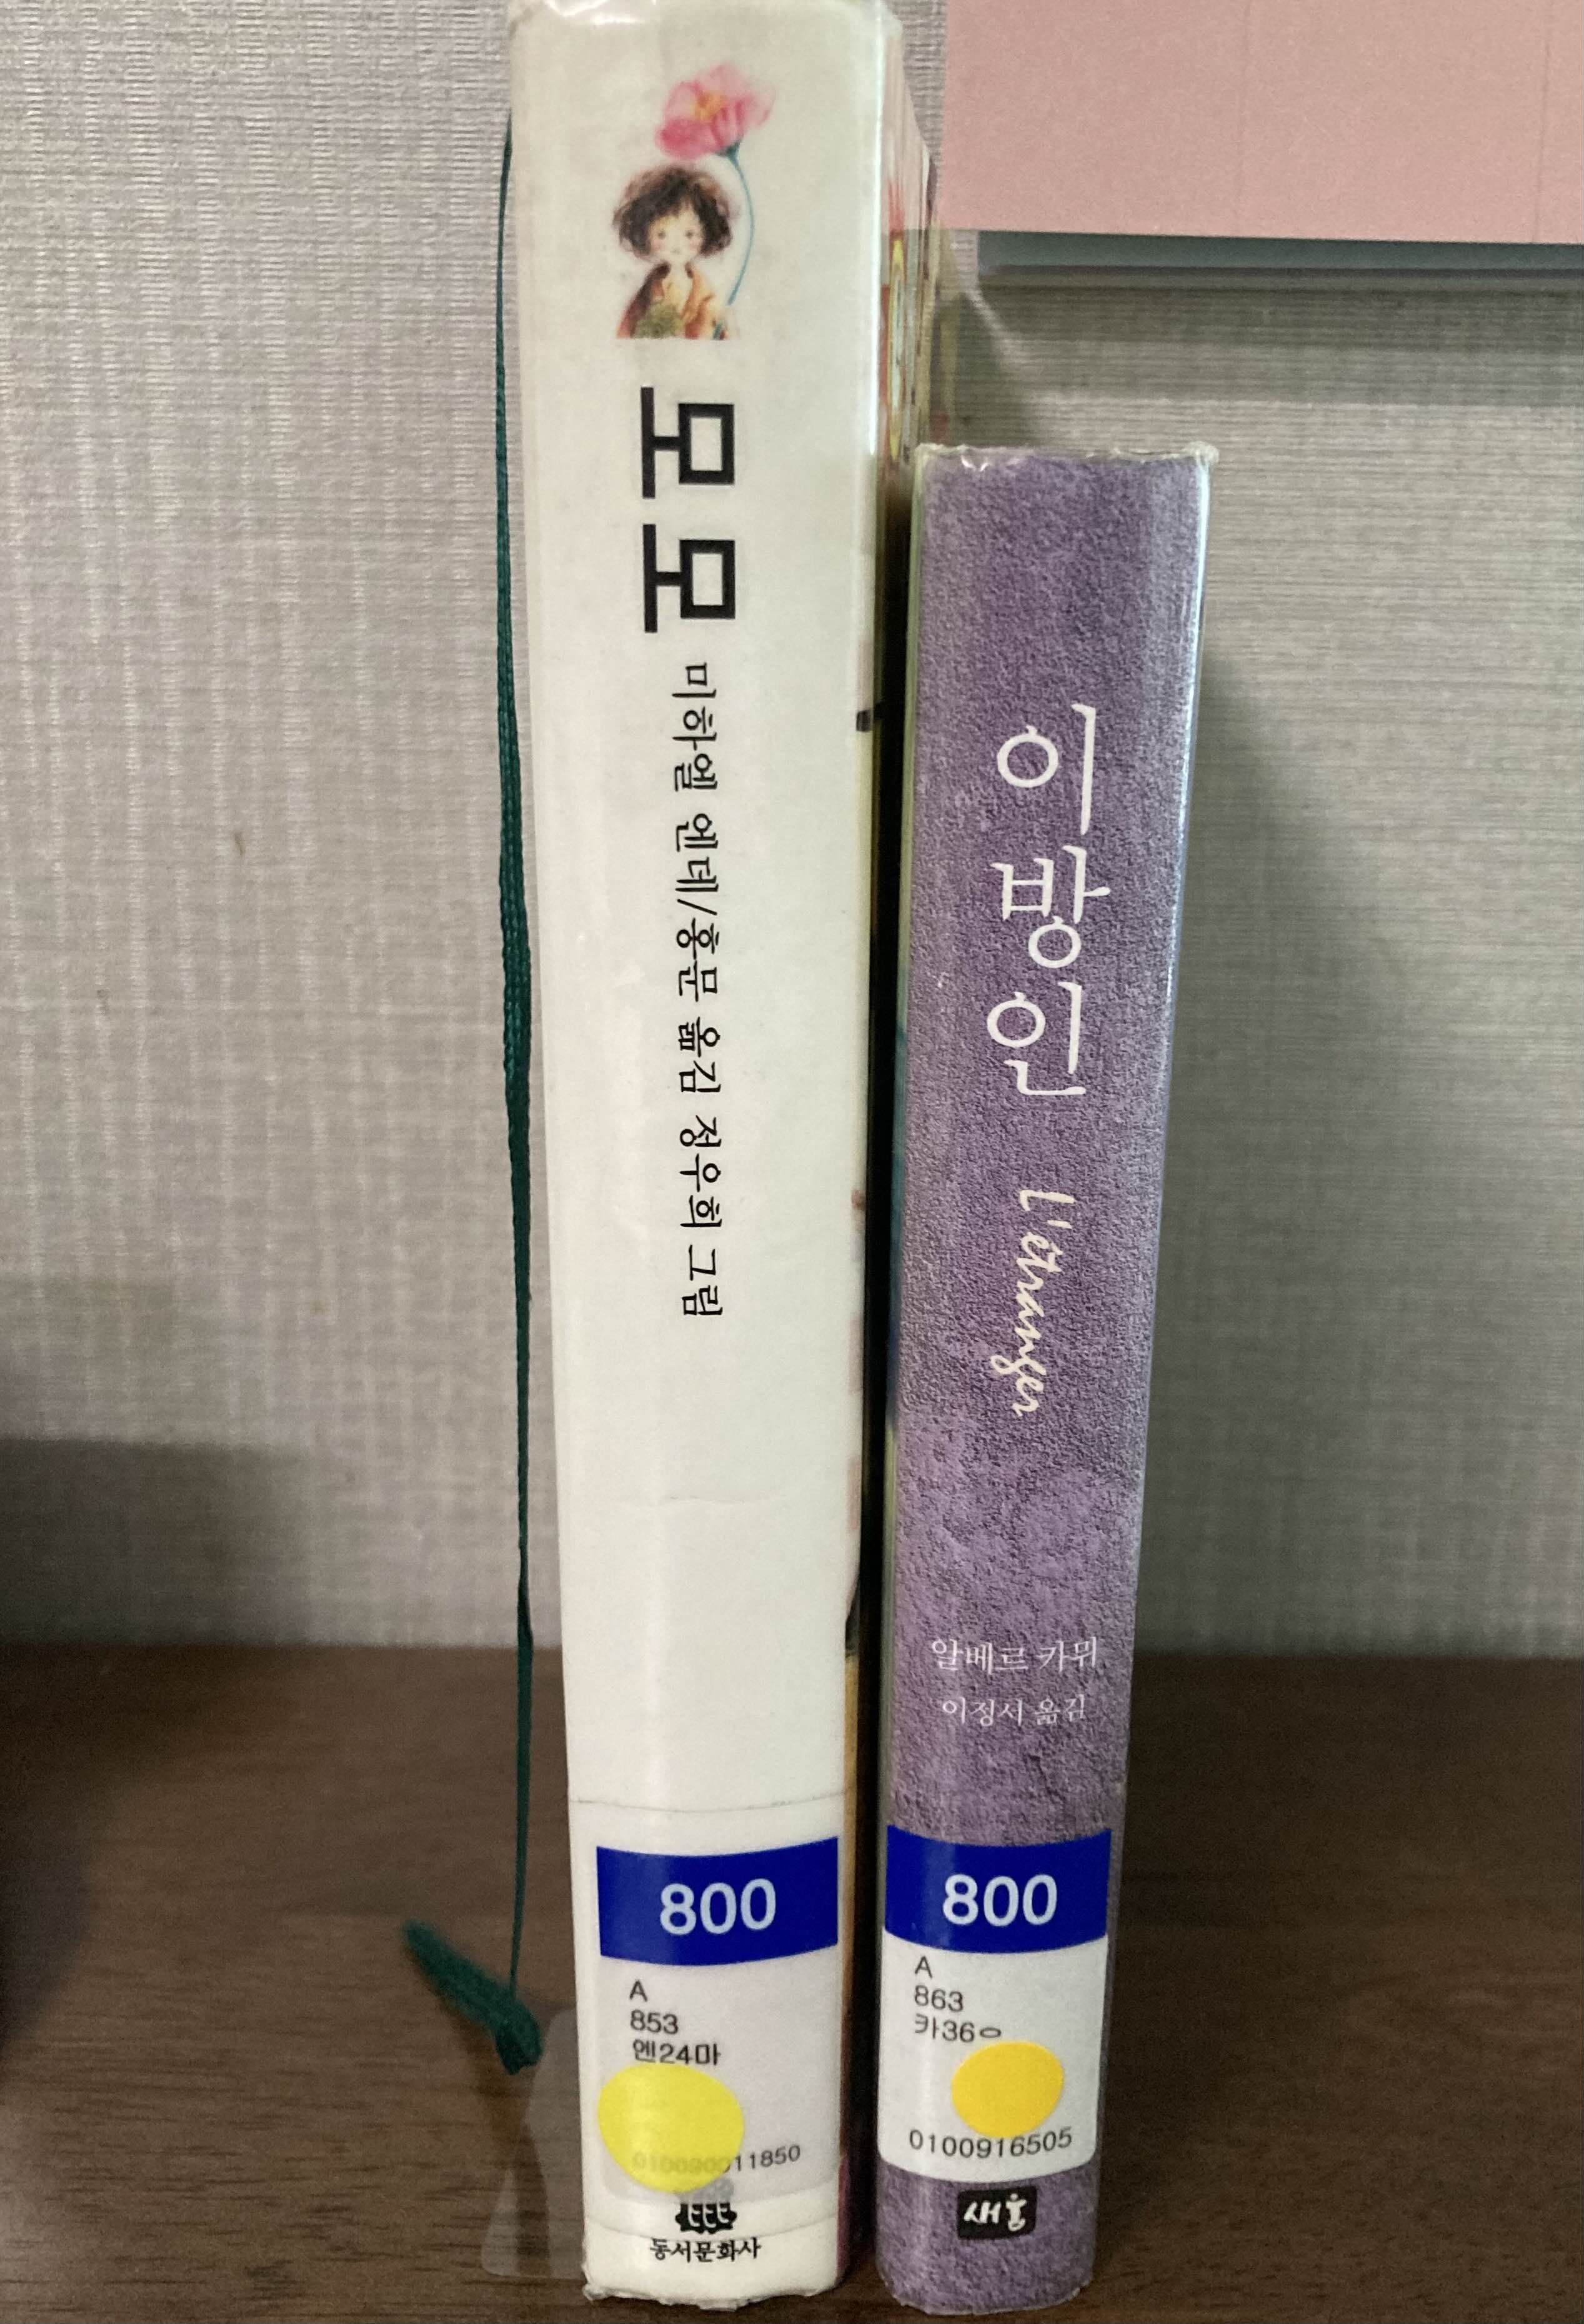 모모
미하엘 엔데/홍문 옮김 정우희 그림
800
A
853
엔24마
동서문화사
이방인
l'étranger
알베르 카뮈
이정서 옮김
800
A
863
카36ㅇ
0100916505